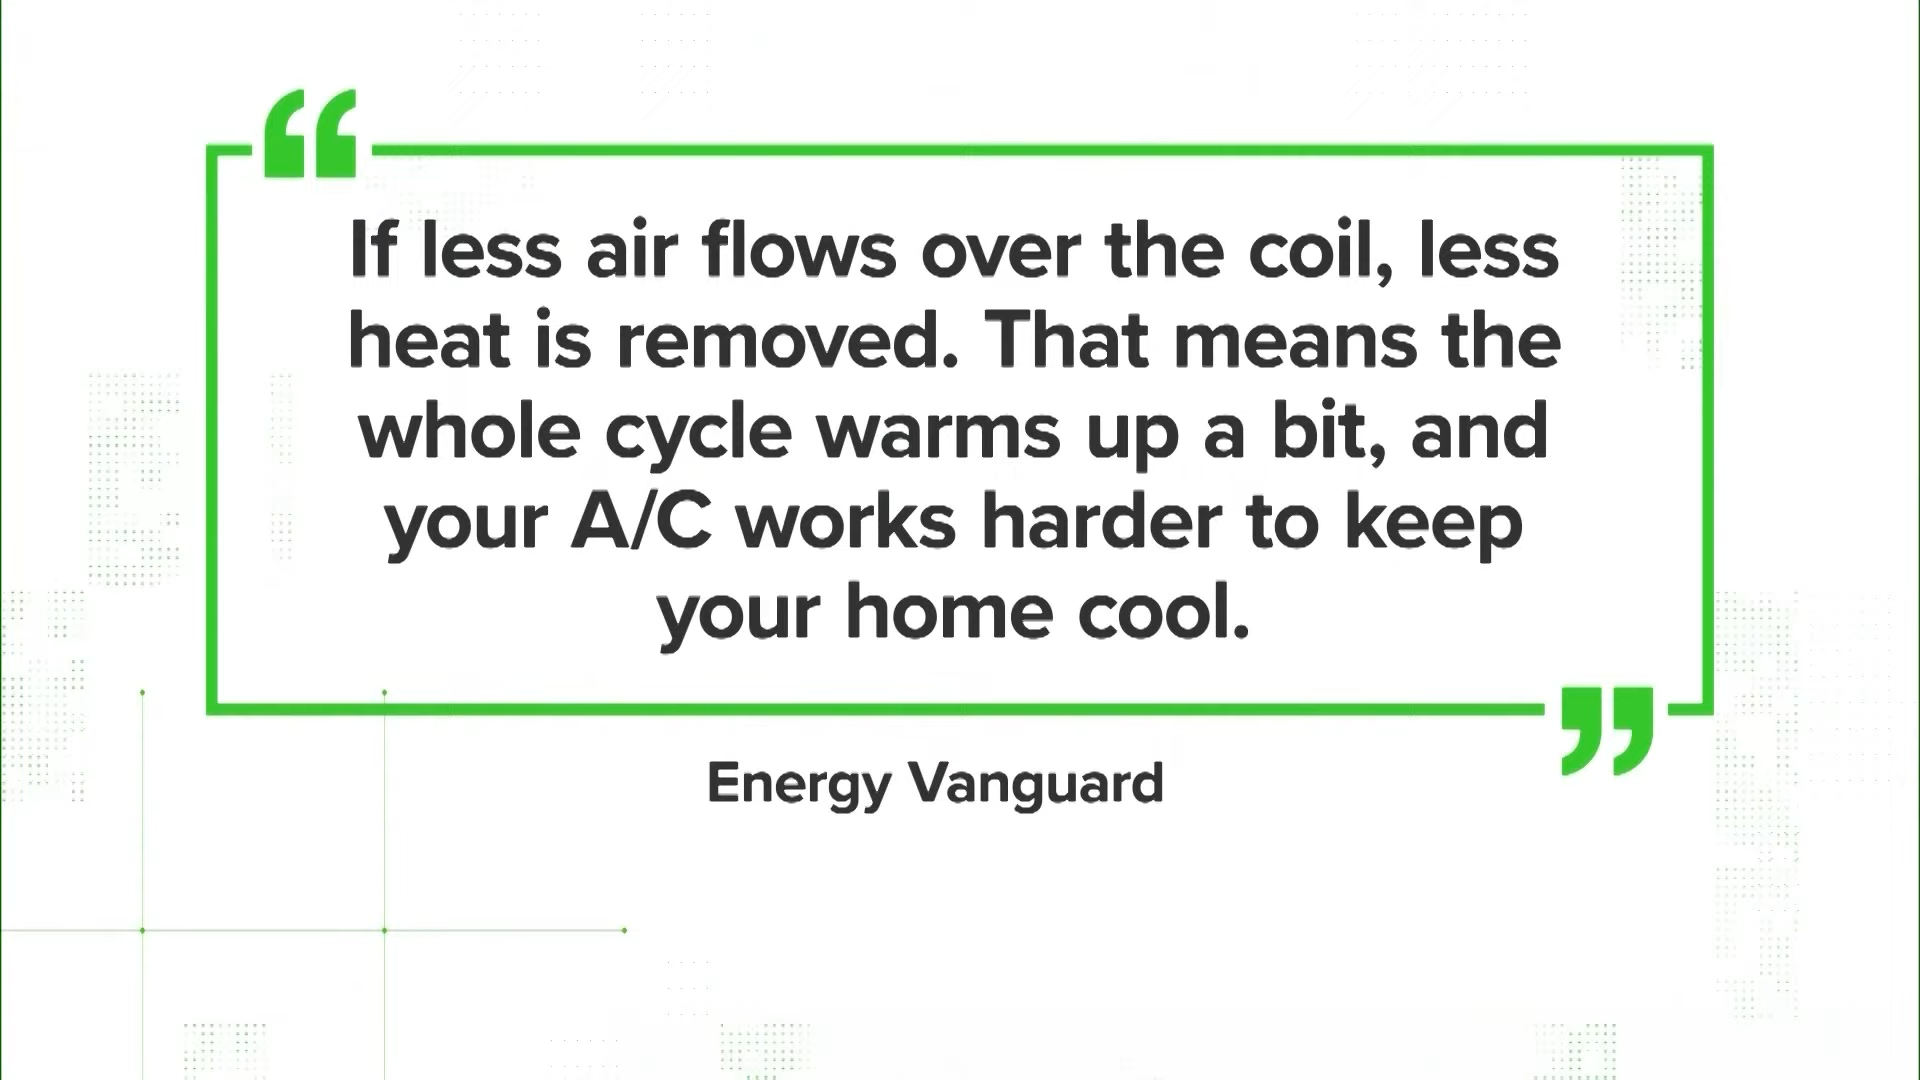 “
If less air flows over the coil, less
heat is removed. That means the
whole cycle warms up a bit, and
your A/C works harder to keep
your home cool.
”
Energy Vanguard